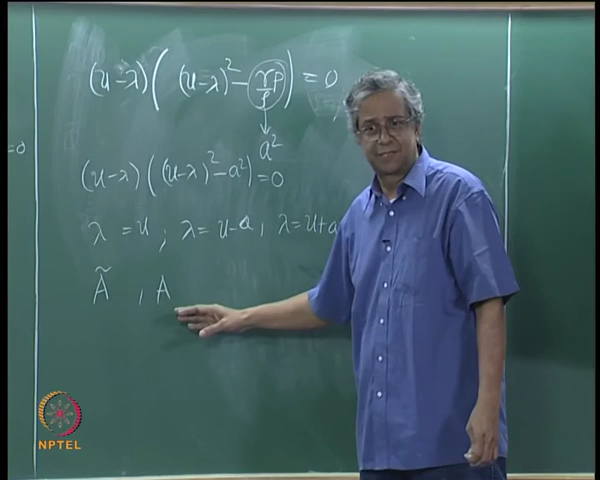 (u-λ)((u-λ)²-γp/ρ)=0
a²
=0
(u-λ)((u-λ)²-a²)=0
λ=u; λ=u-a, λ=u+a
Ã, A
NPTEL